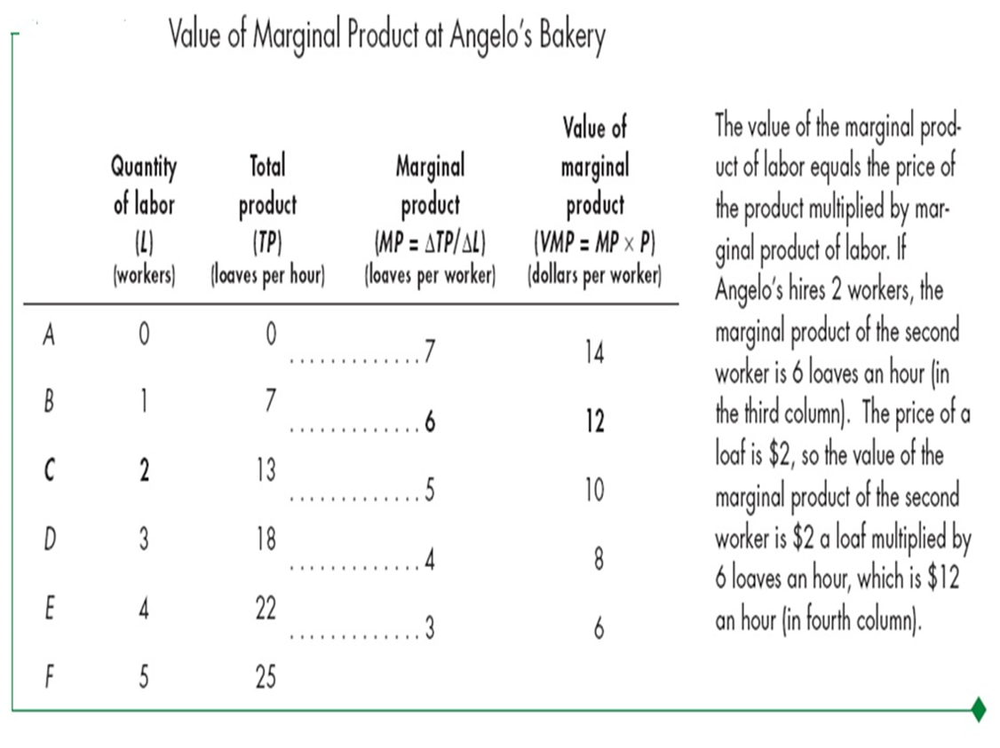 Value of Marginal Product at Angelo's Bakery
Value of
Quantity Total Marginal marginal
of labor product product product
(L) (TP) (MP = ΔTP/ΔL) (VMP = MP × P)
(workers) (loaves per hour) (loaves per worker) (dollars per worker)
A 0 0
.............7 14
B 1 7
.............6 12
C 2 13
.............5 10
D 3 18
.............4 8
E 4 22
.............3 6
F 5 25
The value of the marginal prod-
uct of labor equals the price of
the product multiplied by mar-
ginal product of labor. If
Angelo's hires 2 workers, the
marginal product of the second
worker is 6 loaves an hour (in
the third column). The price of a
loaf is $2, so the value of the
marginal product of the second
worker is $2 a loaf multiplied by
6 loaves an hour, which is $12
an hour (in fourth column).